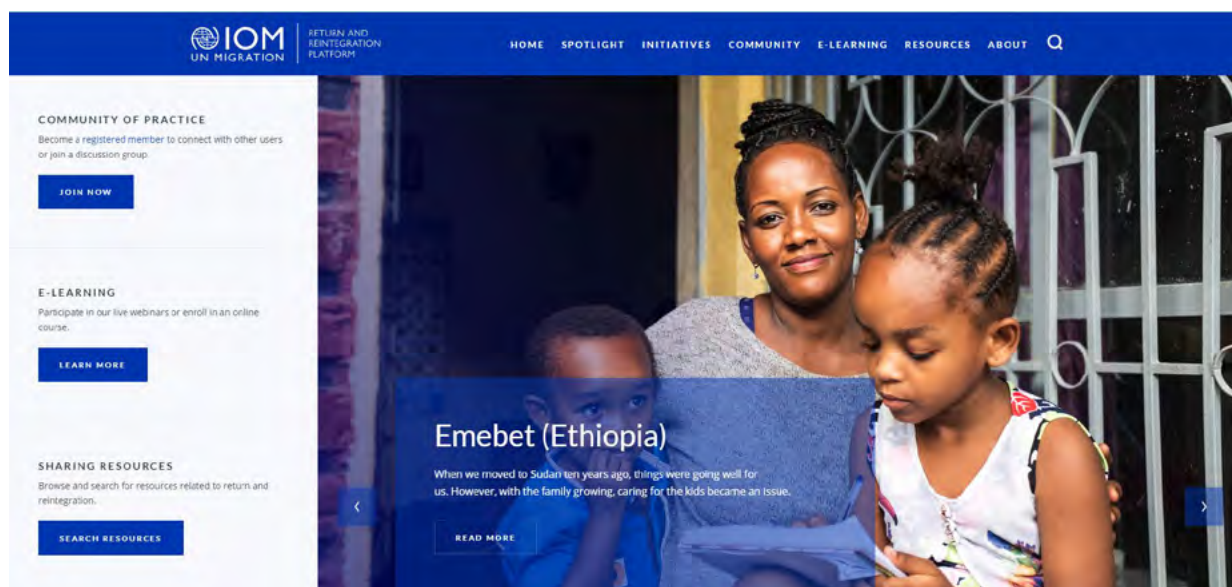 IOM
UN MIGRATION
RETURN AND
REINTEGRATION
PLATFORM
HOME SPOTLIGHT INITIATIVES COMMUNITY E-LEARNING RESOURCES ABOUT
COMMUNITY OF PRACTICE
Become a registered member to connect with other users
or join a discussion group
JOIN NOW
E-LEARNING
Participate in our live webinars or enroll in an online
course.
LEARN MORE
SHARING RESOURCES
Browse and search for resources related to return and
reintegration.
SEARCH RESOURCES
Emebet (Ethiopia)
When we moved to Sudan ten years ago, things were going well for
us. However, with the family growing, caring for the kids became an issue.
READ MORE